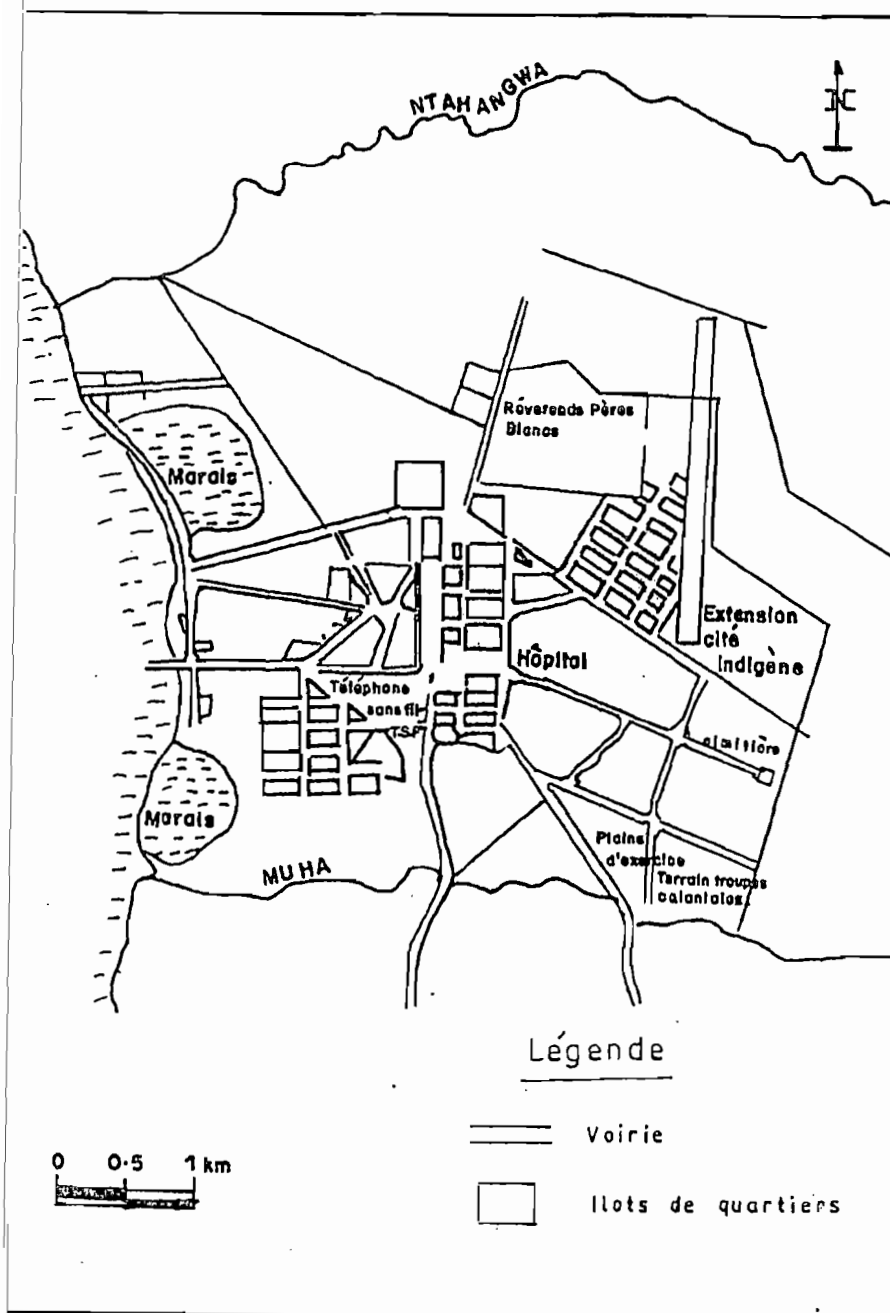 NTAHANGWA
N
Révérends Pères
Blancs
Marais
Extension
cité
Indigène
Hôpital
Téléphone
sans fil
T.S.F
cimitière
Marais
Plaine
d'exercice
Terrain troupes
coloniales.
MUHA
Légende
Voirie
0 0.5 1 km
Ilots de quartiers